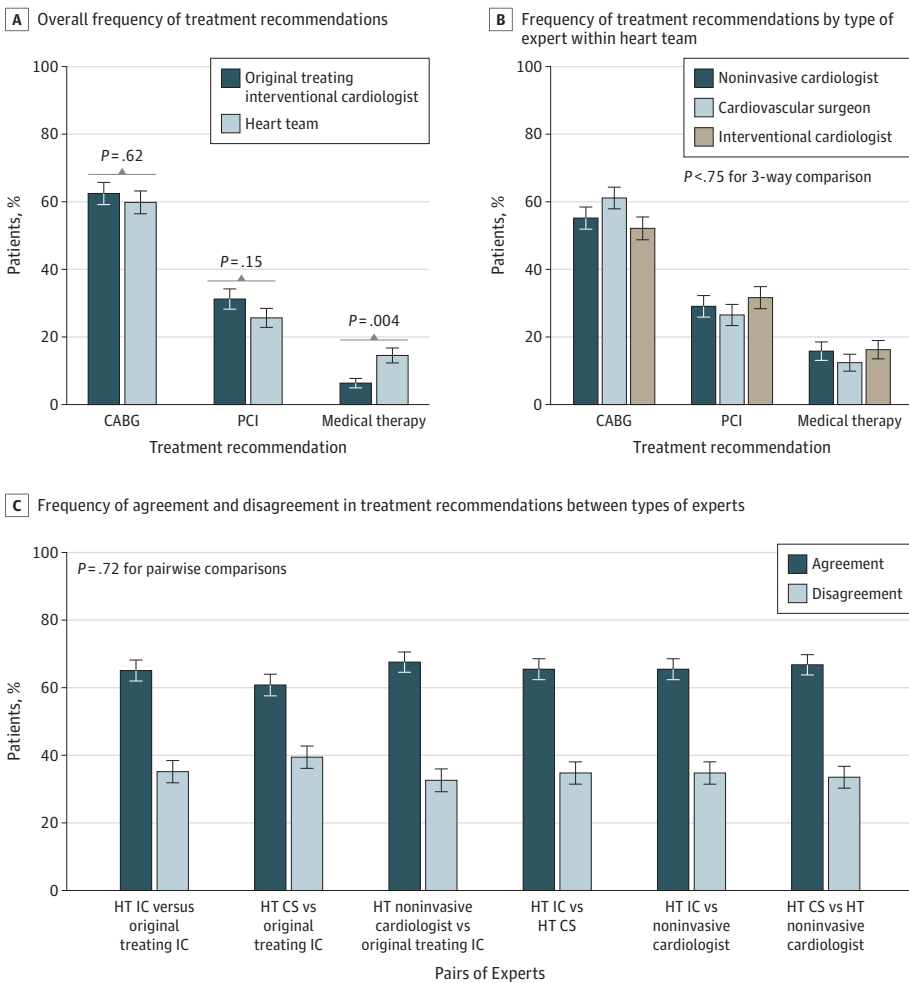 A Overall frequency of treatment recommendations
100
80
60
40
20
0
Patients, %
Original treating
interventional cardiologist
Heart team
P = .62
P = .15
P = .004
CABG
PCI
Medical therapy
Treatment recommendation
B Frequency of treatment recommendations by type of
expert within heart team
100
80
60
40
20
0
Patients, %
Noninvasive cardiologist
Cardiovascular surgeon
Interventional cardiologist
P <.75 for 3-way comparison
CABG
PCI
Medical therapy
Treatment recommendation
C Frequency of agreement and disagreement in treatment recommendations between types of experts
100
80
60
40
20
0
Patients, %
P = .72 for pairwise comparisons
Agreement
Disagreement
HT IC versus
original
treating IC
HT CS vs
original
treating IC
HT noninvasive
cardiologist vs
original treating IC
HT IC vs
HT CS
HT IC vs
noninvasive
cardiologist
HT CS vs HT
noninvasive
cardiologist
Pairs of Experts